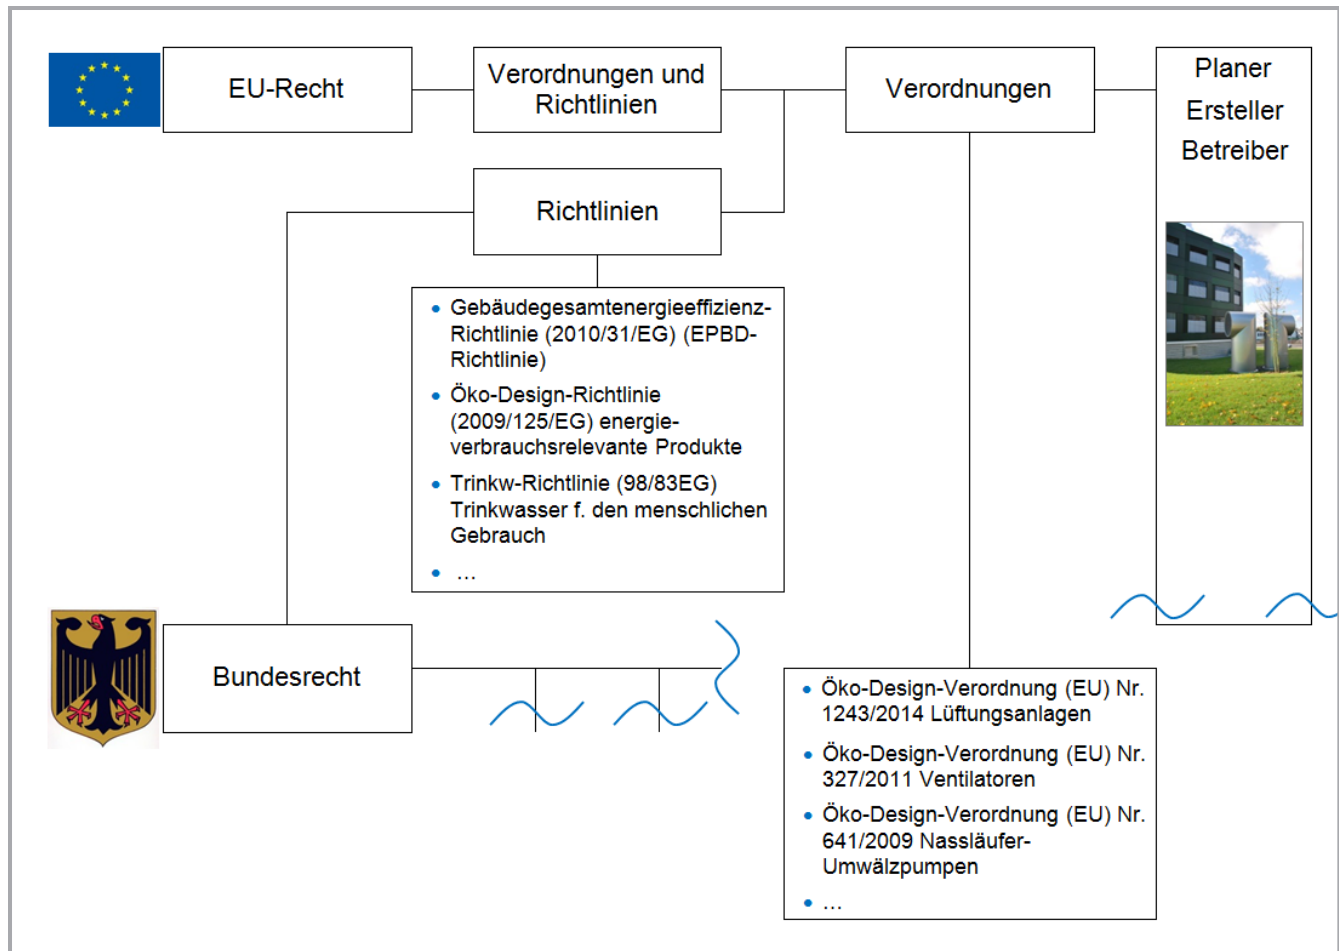 EU-Recht
Verordnungen und
Richtlinien
Verordnungen
Planer
Ersteller
Betreiber
Richtlinien
• Gebäudegesamtenergieeffizienz-
Richtlinie (2010/31/EG) (EPBD-
Richtlinie)
• Öko-Design-Richtlinie
(2009/125/EG) energie-
verbrauchsrelevante Produkte
• Trinkw-Richtlinie (98/83EG)
Trinkwasser f. den menschlichen
Gebrauch
• …
Bundesrecht
• Öko-Design-Verordnung (EU) Nr.
1243/2014 Lüftungsanlagen
• Öko-Design-Verordnung (EU) Nr.
327/2011 Ventilatoren
• Öko-Design-Verordnung (EU) Nr.
641/2009 Nassläufer-
Umwälzpumpen
• …